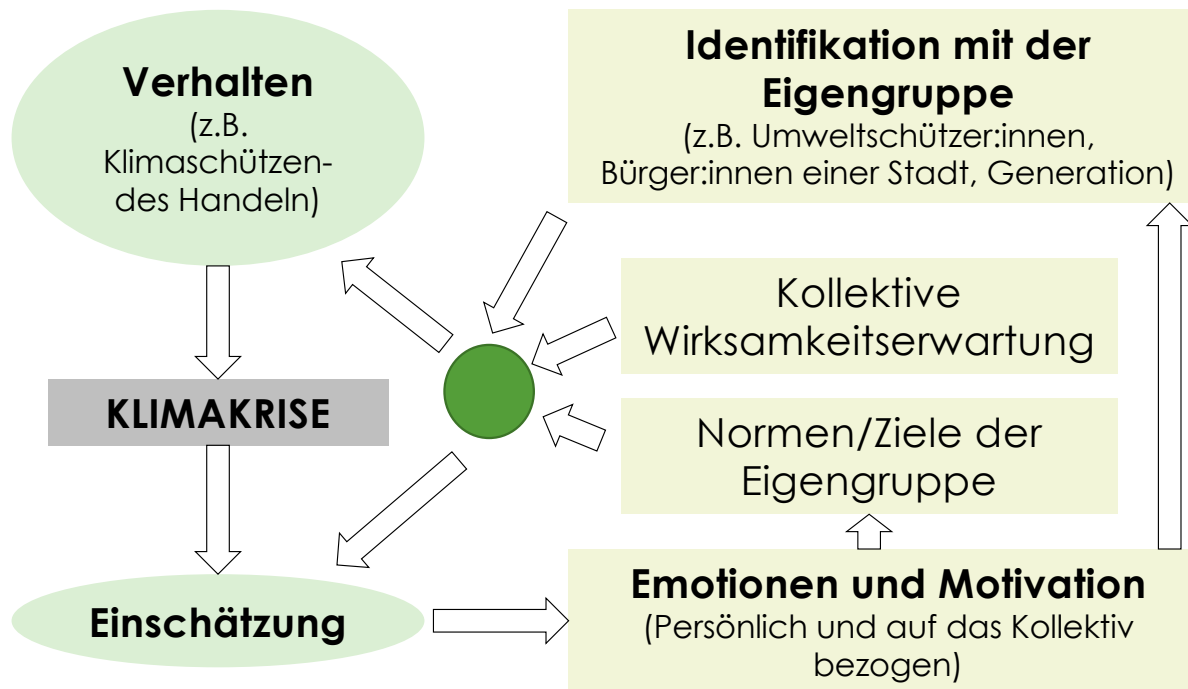 Verhalten
(z.B.
Klimaschützen-
des Handeln)
Identifikation mit der
Eigengruppe
(z.B. Umweltschützer:innen,
Bürger:innen einer Stadt, Generation)
Kollektive
Wirksamkeitserwartung
KLIMAKRISE
Normen/Ziele der
Eigengruppe
Einschätzung
Emotionen und Motivation
(Persönlich und auf das Kollektiv
bezogen)